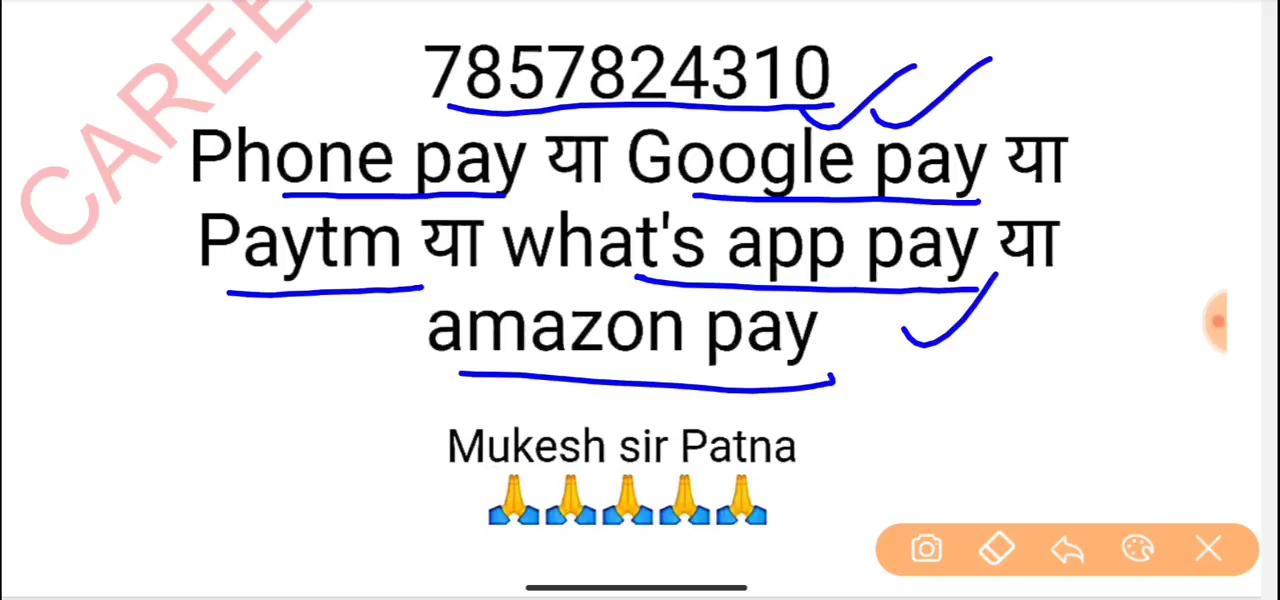 CAREE
7857824310
Phone pay या Google pay या
Paytm या what's app pay या
amazon pay
Mukesh sir Patna